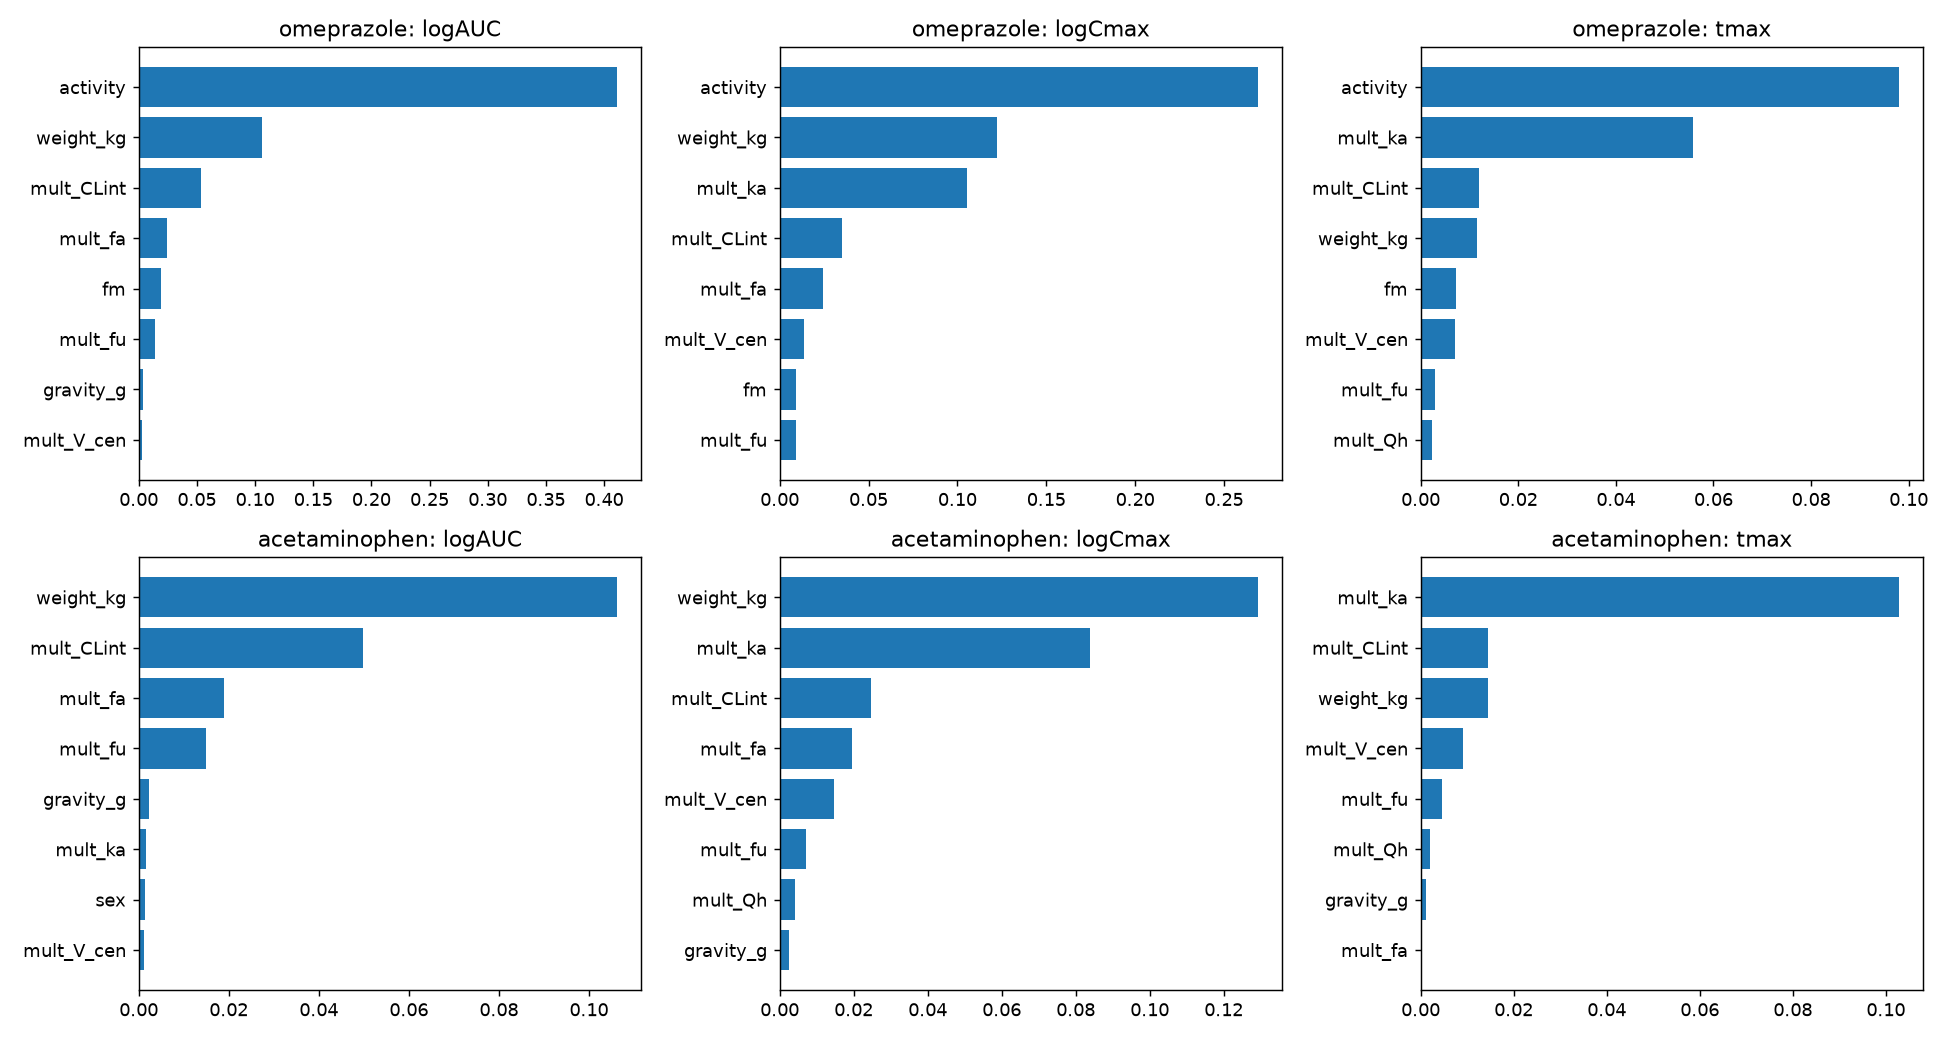 omeprazole: logAUC
activity
weight_kg
mult_CLint
mult_fa
fm
mult_fu
gravity_g
mult_V_cen
0.00 0.05 0.10 0.15 0.20 0.25 0.30 0.35 0.40
omeprazole: logCmax
activity
weight_kg
mult_ka
mult_CLint
mult_fa
mult_V_cen
fm
mult_fu
0.00 0.05 0.10 0.15 0.20 0.25
omeprazole: tmax
activity
mult_ka
mult_CLint
weight_kg
fm
mult_V_cen
mult_fu
mult_Qh
0.00 0.02 0.04 0.06 0.08 0.10
acetaminophen: logAUC
weight_kg
mult_CLint
mult_fa
mult_fu
gravity_g
mult_ka
sex
mult_V_cen
0.00 0.02 0.04 0.06 0.08 0.10
acetaminophen: logCmax
weight_kg
mult_ka
mult_CLint
mult_fa
mult_V_cen
mult_fu
mult_Qh
gravity_g
0.00 0.02 0.04 0.06 0.08 0.10 0.12
acetaminophen: tmax
mult_ka
mult_CLint
weight_kg
mult_V_cen
mult_fu
mult_Qh
gravity_g
mult_fa
0.00 0.02 0.04 0.06 0.08 0.10